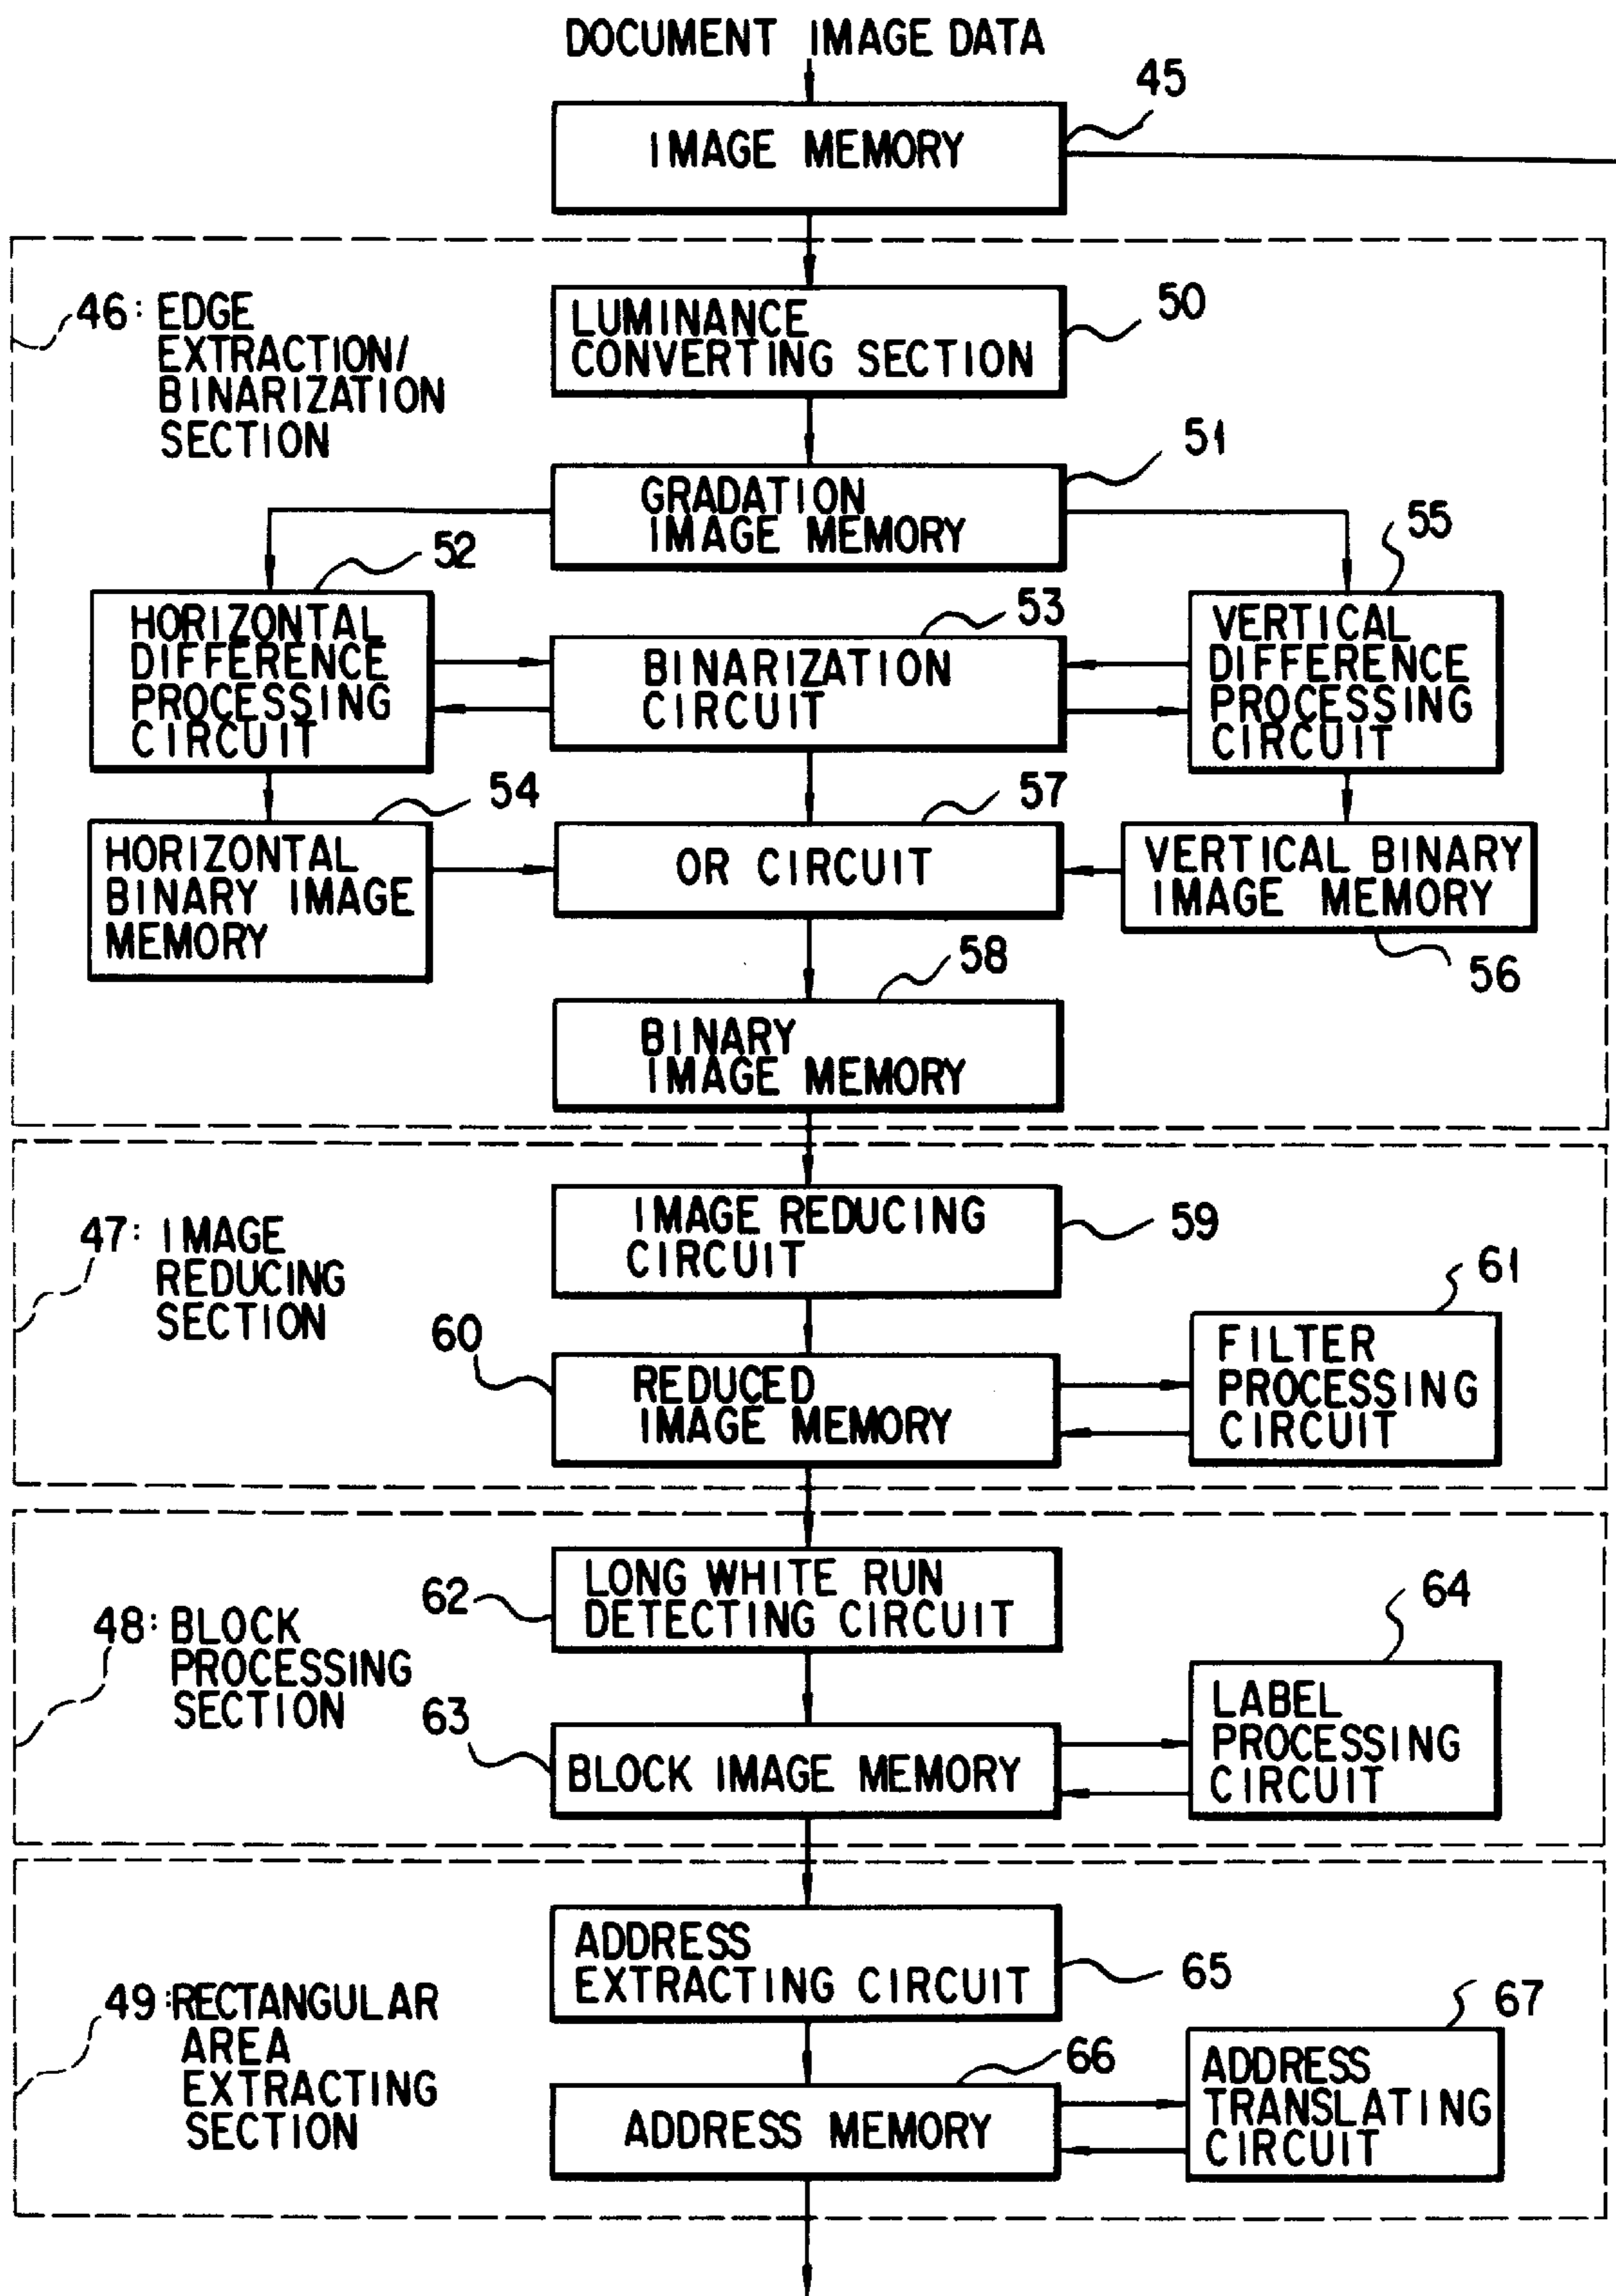 DOCUMENT IMAGE DATA
45
IMAGE MEMORY
46: EDGE
EXTRACTION/
BINARIZATION
SECTION
50
LUMINANCE
CONVERTING SECTION
51
GRADATION
IMAGE MEMORY
52
HORIZONTAL
DIFFERENCE
PROCESSING
CIRCUIT
53
BINARIZATION
CIRCUIT
55
VERTICAL
DIFFERENCE
PROCESSING
CIRCUIT
54
HORIZONTAL
BINARY IMAGE
MEMORY
57
OR CIRCUIT
VERTICAL BINARY
IMAGE MEMORY
56
58
BINARY
IMAGE MEMORY
47: IMAGE
REDUCING
SECTION
IMAGE REDUCING
CIRCUIT
59
60
REDUCED
IMAGE MEMORY
61
FILTER
PROCESSING
CIRCUIT
48: BLOCK
PROCESSING
SECTION
62
LONG WHITE RUN
DETECTING CIRCUIT
63
BLOCK IMAGE MEMORY
64
LABEL
PROCESSING
CIRCUIT
49: RECTANGULAR
AREA
EXTRACTING
SECTION
ADDRESS
EXTRACTING CIRCUIT
65
66
ADDRESS MEMORY
67
ADDRESS
TRANSLATING
CIRCUIT